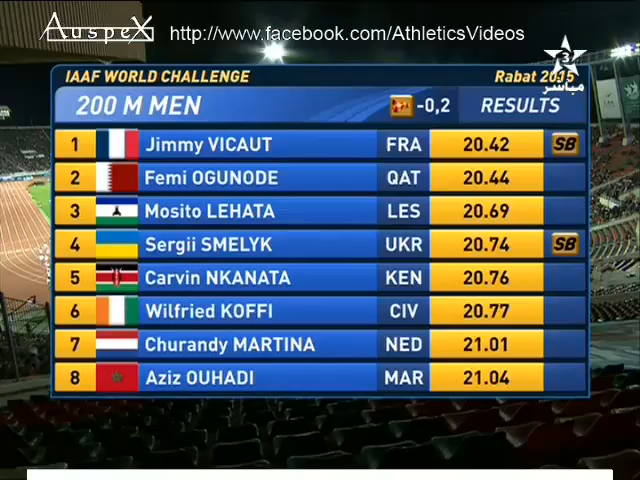 AuspeX http://www.facebook.com/AthleticsVideos
3
مباشر
IAAF WORLD CHALLENGE Rabat 2015
200 M MEN -0,2 RESULTS
1 Jimmy VICAUT FRA 20.42 SB
2 Femi OGUNODE QAT 20.44
3 Mosito LEHATA LES 20.69
4 Sergii SMELYK UKR 20.74 SB
5 Carvin NKANATA KEN 20.76
6 Wilfried KOFFI CIV 20.77
7 Churandy MARTINA NED 21.01
8 Aziz OUHADI MAR 21.04